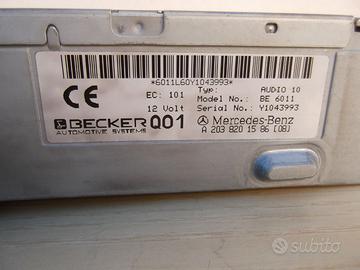 *6011L60Y1043993*
CE
Typ: AUDIO 10
EC: 101 Model No.: BE 6011
12 Volt Serial No.: Y1043993
BECKER Q01 Mercedes-Benz
AUTOMOTIVE SYSTEMS A 203 820 15 86 [08]
subito